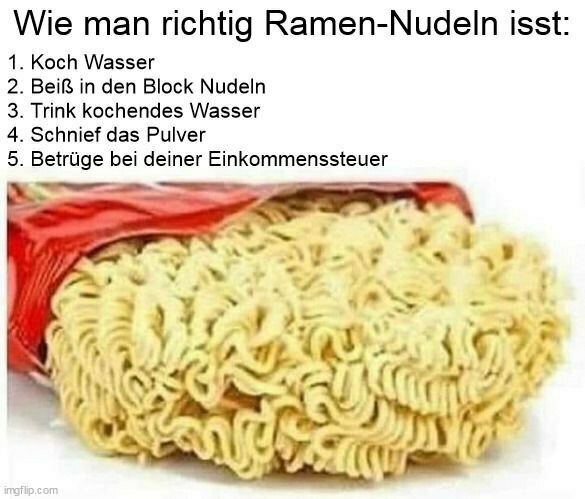 Wie man richtig Ramen-Nudeln isst:
1. Koch Wasser
2. Beiß in den Block Nudeln
3. Trink kochendes Wasser
4. Schnief das Pulver
5. Betrüge bei deiner Einkommenssteuer
imgflip.com